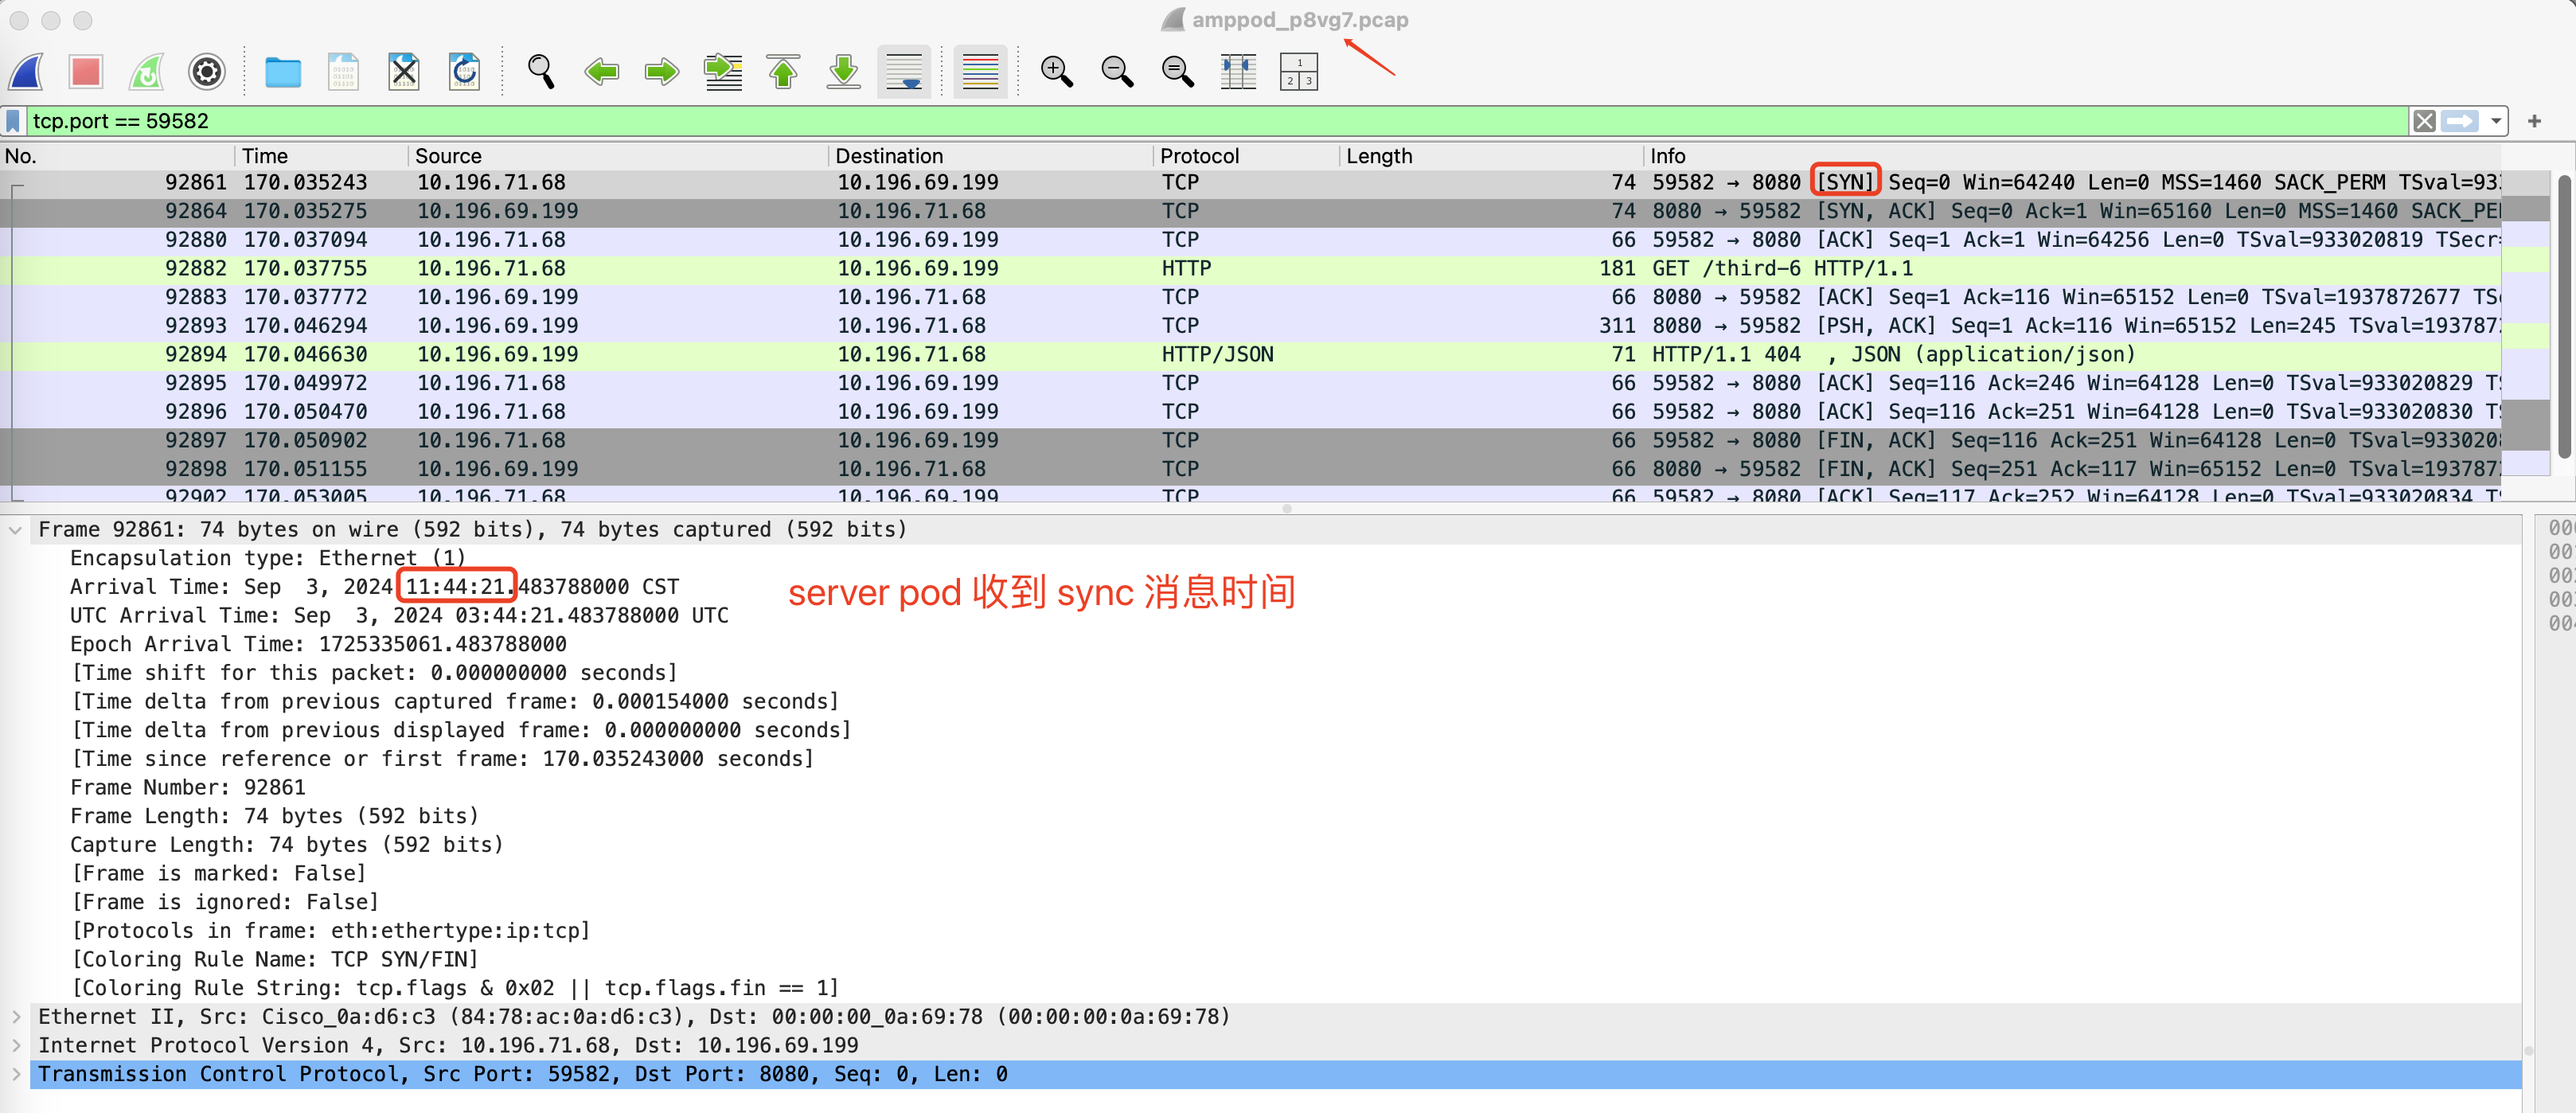 amppod_p8vg7.pcap
tcp.port == 59582
No. Time Source Destination Protocol Length Info
92861 170.035243 10.196.71.68 10.196.69.199 TCP 74 59582 → 8080 [SYN] Seq=0 Win=64240 Len=0 MSS=1460 SACK_PERM TSval=933
92864 170.035275 10.196.69.199 10.196.71.68 TCP 74 8080 → 59582 [SYN, ACK] Seq=0 Ack=1 Win=65160 Len=0 MSS=1460 SACK_PE
92880 170.037094 10.196.71.68 10.196.69.199 TCP 66 59582 → 8080 [ACK] Seq=1 Ack=1 Win=64256 Len=0 TSval=933020819 TSecr=
92882 170.037755 10.196.71.68 10.196.69.199 HTTP 181 GET /third-6 HTTP/1.1
92883 170.037772 10.196.69.199 10.196.71.68 TCP 66 8080 → 59582 [ACK] Seq=1 Ack=116 Win=65152 Len=0 TSval=1937872677 TS
92893 170.046294 10.196.69.199 10.196.71.68 TCP 311 8080 → 59582 [PSH, ACK] Seq=1 Ack=116 Win=65152 Len=245 TSval=193787
92894 170.046630 10.196.69.199 10.196.71.68 HTTP/JSON 71 HTTP/1.1 404 , JSON (application/json)
92895 170.049972 10.196.71.68 10.196.69.199 TCP 66 59582 → 8080 [ACK] Seq=116 Ack=246 Win=64128 Len=0 TSval=933020829 T
92896 170.050470 10.196.71.68 10.196.69.199 TCP 66 59582 → 8080 [ACK] Seq=116 Ack=251 Win=64128 Len=0 TSval=933020830 T
92897 170.050902 10.196.71.68 10.196.69.199 TCP 66 59582 → 8080 [FIN, ACK] Seq=116 Ack=251 Win=64128 Len=0 TSval=933020
92898 170.051155 10.196.69.199 10.196.71.68 TCP 66 8080 → 59582 [FIN, ACK] Seq=251 Ack=117 Win=65152 Len=0 TSval=193787
92902 170.053005 10.196.71.68 10.196.69.199 TCP 66 59582 → 8080 [ACK] Seq=117 Ack=252 Win=64128 Len=0 TSval=933020834 T
Frame 92861: 74 bytes on wire (592 bits), 74 bytes captured (592 bits)
Encapsulation type: Ethernet (1)
Arrival Time: Sep 3, 2024 11:44:21.483788000 CST
server pod 收到 sync 消息时间
UTC Arrival Time: Sep 3, 2024 03:44:21.483788000 UTC
Epoch Arrival Time: 1725335061.483788000
[Time shift for this packet: 0.000000000 seconds]
[Time delta from previous captured frame: 0.000154000 seconds]
[Time delta from previous displayed frame: 0.000000000 seconds]
[Time since reference or first frame: 170.035243000 seconds]
Frame Number: 92861
Frame Length: 74 bytes (592 bits)
Capture Length: 74 bytes (592 bits)
[Frame is marked: False]
[Frame is ignored: False]
[Protocols in frame: eth:ethertype:ip:tcp]
[Coloring Rule Name: TCP SYN/FIN]
[Coloring Rule String: tcp.flags & 0x02 || tcp.flags.fin == 1]
Ethernet II, Src: Cisco_0a:d6:c3 (84:78:ac:0a:d6:c3), Dst: 00:00:00_0a:69:78 (00:00:00:0a:69:78)
Internet Protocol Version 4, Src: 10.196.71.68, Dst: 10.196.69.199
Transmission Control Protocol, Src Port: 59582, Dst Port: 8080, Seq: 0, Len: 0